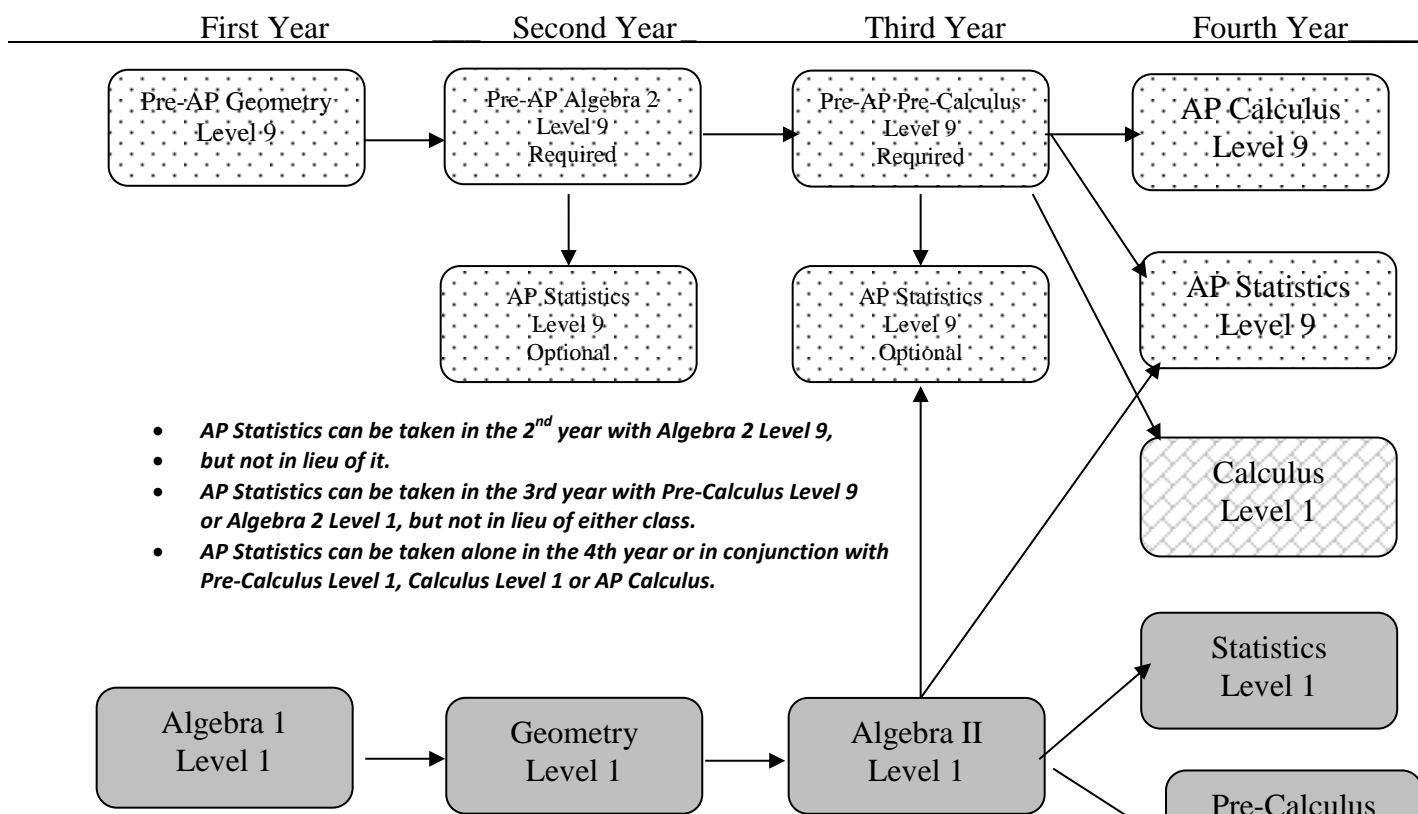 First Year ___ Second Year_ Third Year Fourth Year____
Pre-AP Geometry
Level 9
Pre-AP Algebra 2
Level 9
Required
Pre-AP Pre-Calculus
Level 9
Required
AP Calculus
Level 9
AP Statistics
Level 9
Optional
AP Statistics
Level 9
Optional
AP Statistics
Level 9
• AP Statistics can be taken in the 2nd year with Algebra 2 Level 9,
• but not in lieu of it.
• AP Statistics can be taken in the 3rd year with Pre-Calculus Level 9
or Algebra 2 Level 1, but not in lieu of either class.
• AP Statistics can be taken alone in the 4th year or in conjunction with
Pre-Calculus Level 1, Calculus Level 1 or AP Calculus.
Calculus
Level 1
Statistics
Level 1
Algebra 1
Level 1
Geometry
Level 1
Algebra II
Level 1
Pre-Calculus